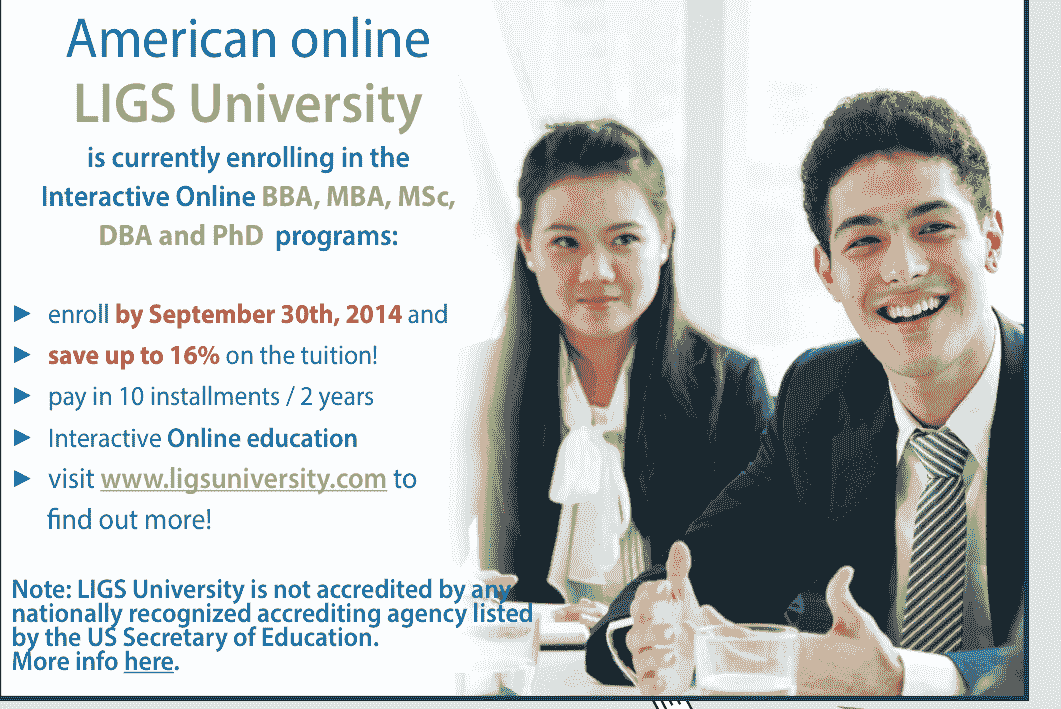 American online
LIGS University
is currently enrolling in the
Interactive Online BBA, MBA, MSc,
DBA and PhD programs:
► enroll by September 30th, 2014 and
► save up to 16% on the tuition!
► pay in 10 installments / 2 years
► Interactive Online education
► visit www.ligsuniversity.com to
find out more!
Note: LIGS University is not accredited by any
nationally recognized accrediting agency listed
by the US Secretary of Education.
More info here.